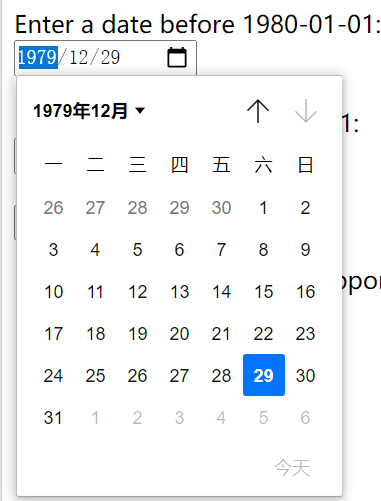 Enter a date before 1980-01-01:
1979/12/29
1979年12月
1:
一 二 三 四 五 六 日
26 27 28 29 30 1 2
3 4 5 6 7 8 9
10 11 12 13 14 15 16
17 18 19 20 21 22 23
24 25 26 27 28 29 30
31 1 2 3 4 5 6
今天